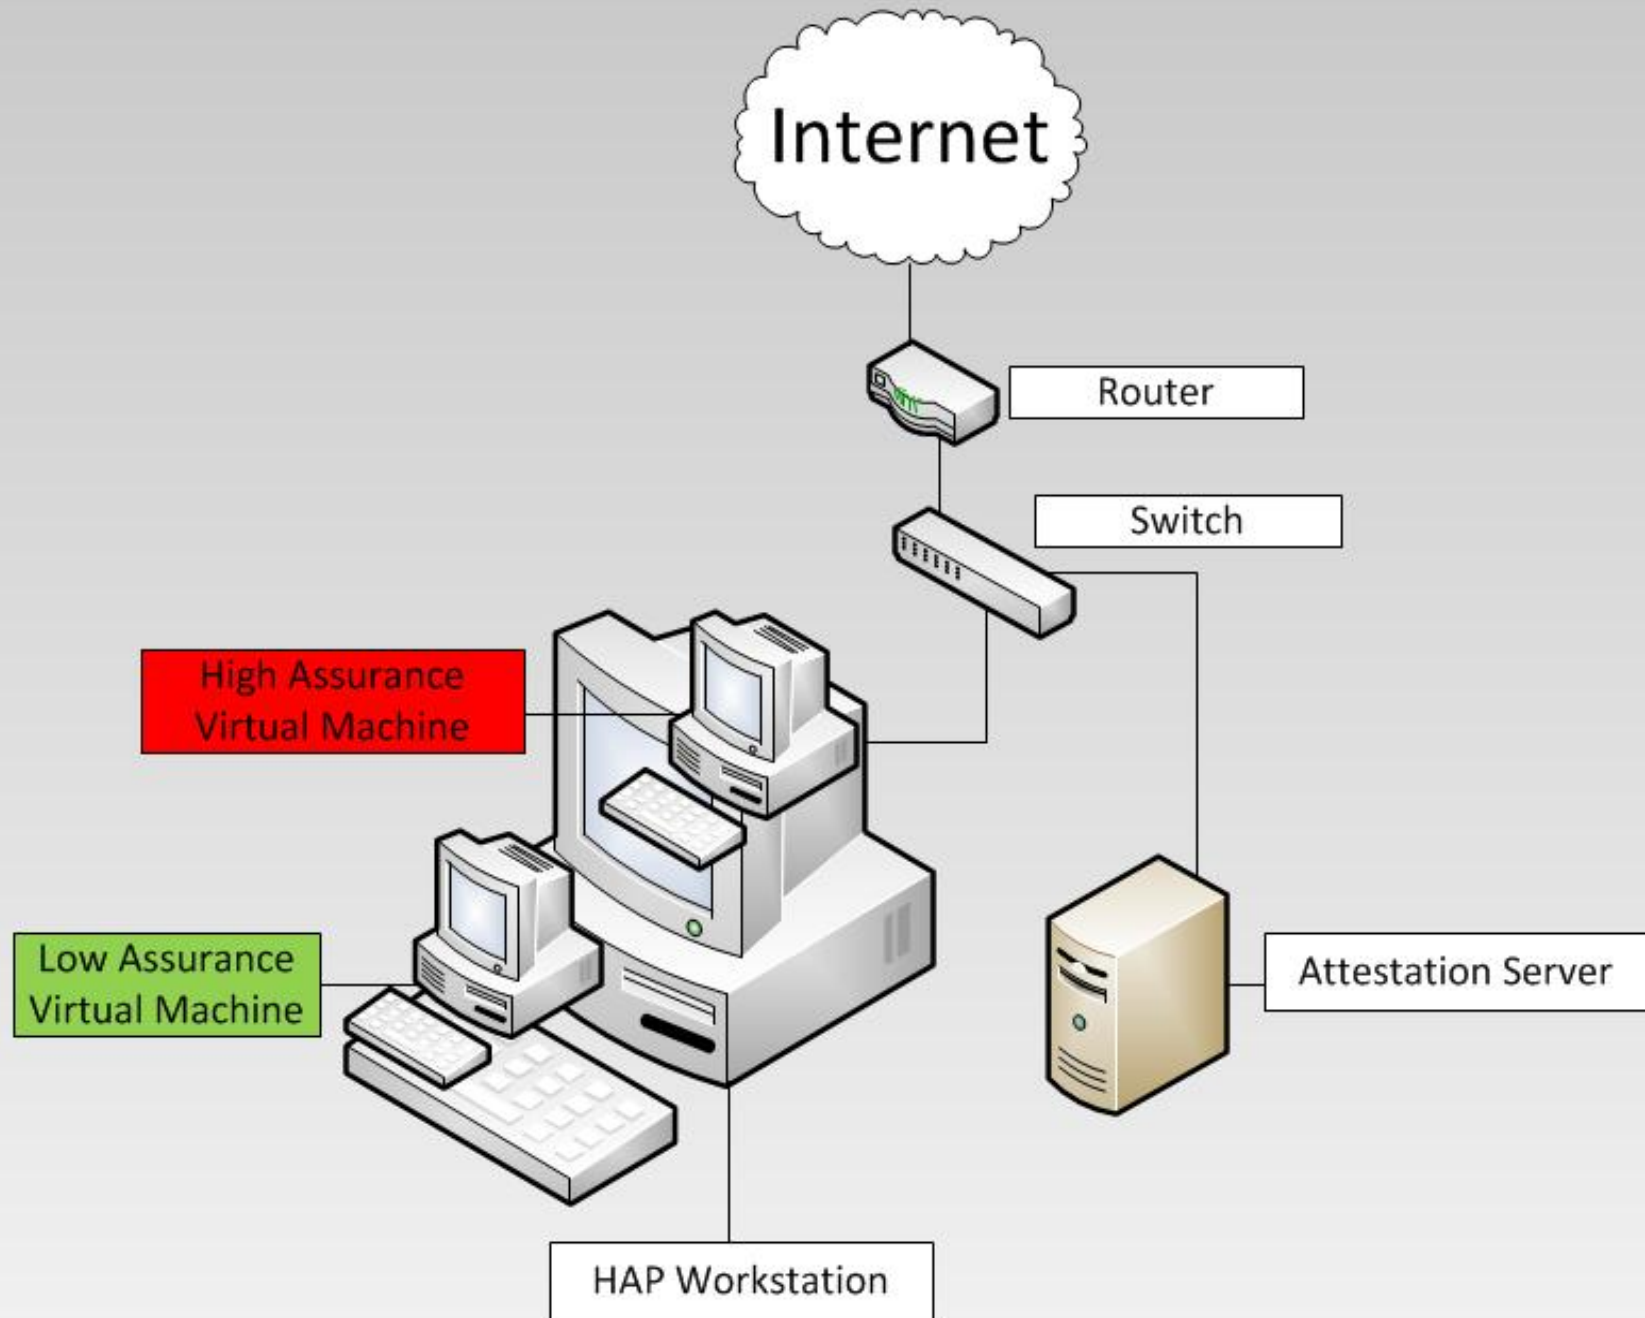 Internet
Router
Switch
High Assurance
Virtual Machine
Low Assurance
Virtual Machine
Attestation Server
HAP Workstation